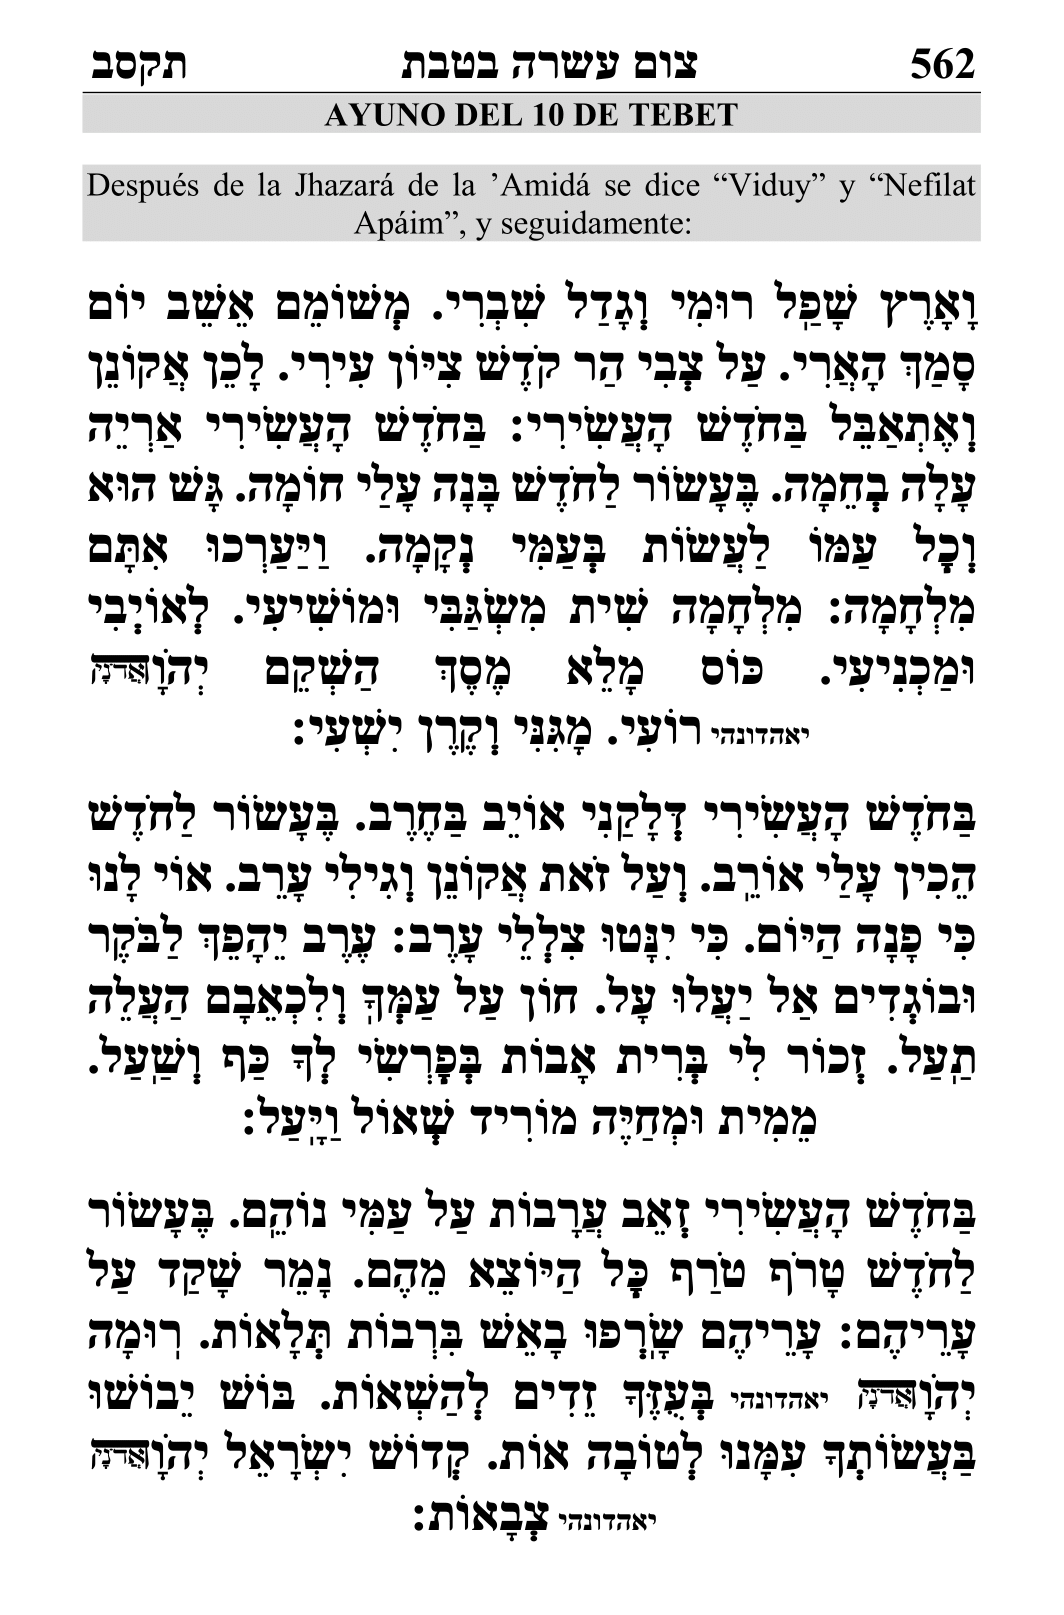 562 צום עשרה בטבת תקסב
AYUNO DEL 10 DE TEBET
Después de la Jhazará de la ’Amidá se dice “Viduy” y “Nefilat
Apáim”, y seguidamente:
וָאָרֶץ שָׁפַל רוּמִי וְגָדַל שִׁבְרִי. מְשׁוֹמֵם אֵשֵׁב יוֹם
סָמַךְ הָאֲרִי. עַל צְבִי הַר קֹדֶשׁ צִיּוֹן עִירִי. לָכֵן אֲקוֹנֵן
וְאֶתְאַבֵּל בַּחֹדֶשׁ הָעֲשִׂירִי: בַּחֹדֶשׁ הָעֲשִׂירִי אַרְיֵה
עָלָה בְחֵמָה. בֶּעָשׂוֹר לַחֹדֶשׁ בָּנָה עָלַי חוֹמָה. גָּשׁ הוּא
וְכָל עַמּוֹ לַעֲשׂוֹת בְּעַמִּי נְקָמָה. וַיַּעַרְכוּ אִתָּם
מִלְחָמָה: מִלְחָמָה שִׁית מִשְׂגַּבִּי וּמוֹשִׁיעִי. לְאוֹיְבִי
וּמַכְנִיעִי. כּוֹס מָלֵא מֶסֶךְ הַשְׁקֵם יְהֹוָאֲדֹנָי
יאהדונהי רוֹעִי. מָגִנִּי וְקֶרֶן יִשְׁעִי:
בַּחֹדֶשׁ הָעֲשִׂירִי דְּלָקַנִי אוֹיֵב בַּחֶרֶב. בֶּעָשׂוֹר לַחֹדֶשׁ
הֵכִין עָלַי אוֹרֵב. וְעַל זֹאת אֲקוֹנֵן וְגִילִי עָרֵב. אוֹי לָנוּ
כִּי פָנָה הַיּוֹם. כִּי יִנָּטוּ צִלְלֵי עָרֶב: עֶרֶב יֵהָפֵךְ לַבֹּקֶר
וּבוֹגְדִים אַל יַעֲלוּ עָל. חוֹן עַל עַמְּךָ וְלִכְאֵבָם הַעֲלֵה
תַעַל. זְכוֹר לִי בְּרִית אָבוֹת בְּפָרְשִׂי לְךָ כַּף וְשַׁעַל.
מֵמִית וּמְחַיֶּה מוֹרִיד שְׁאוֹל וַיָּעַל:
בַּחֹדֶשׁ הָעֲשִׂירִי זְאֵב עֲרָבוֹת עַל עַמִּי נוֹהֵם. בֶּעָשׂוֹר
לַחֹדֶשׁ טָרֹף טֹרַף כָּל הַיּוֹצֵא מֵהֶם. נָמֵר שָׁקַד עַל
עָרֵיהֶם: עָרֵיהֶם שָׂרְפוּ בָאֵשׁ בִּרְבוֹת תְּלָאוֹת. רוּמָה
יְהֹוָאֲדֹנָי יאהדונהי בְּעֻזֶּךָ זֵדִים לְהַשְׁאוֹת. בּוֹשׁ יֵבוֹשׁוּ
בַּעֲשׂוֹתְךָ עִמָּנוּ לְטוֹבָה אוֹת. קְדוֹשׁ יִשְׂרָאֵל יְהֹוָאֲדֹנָי
יאהדונהי צְבָאוֹת: